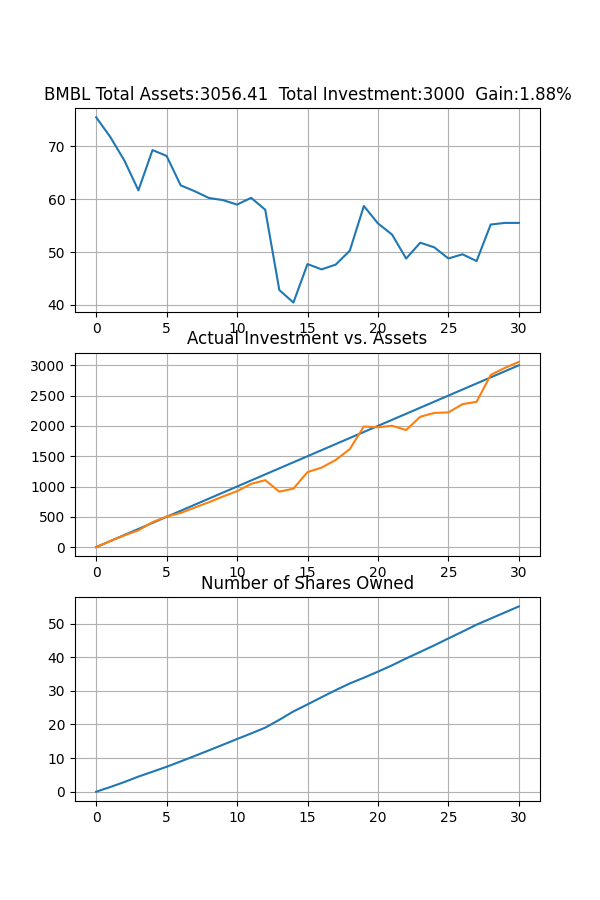 BMBL Total Assets:3056.41  Total Investment:3000  Gain:1.88%
70
60
50
40
0 5 10 15 20 25 30
Actual Investment vs. Assets
3000
2500
2000
1500
1000
500
0
0 5 10 15 20 25 30
Number of Shares Owned
50
40
30
20
10
0
0 5 10 15 20 25 30